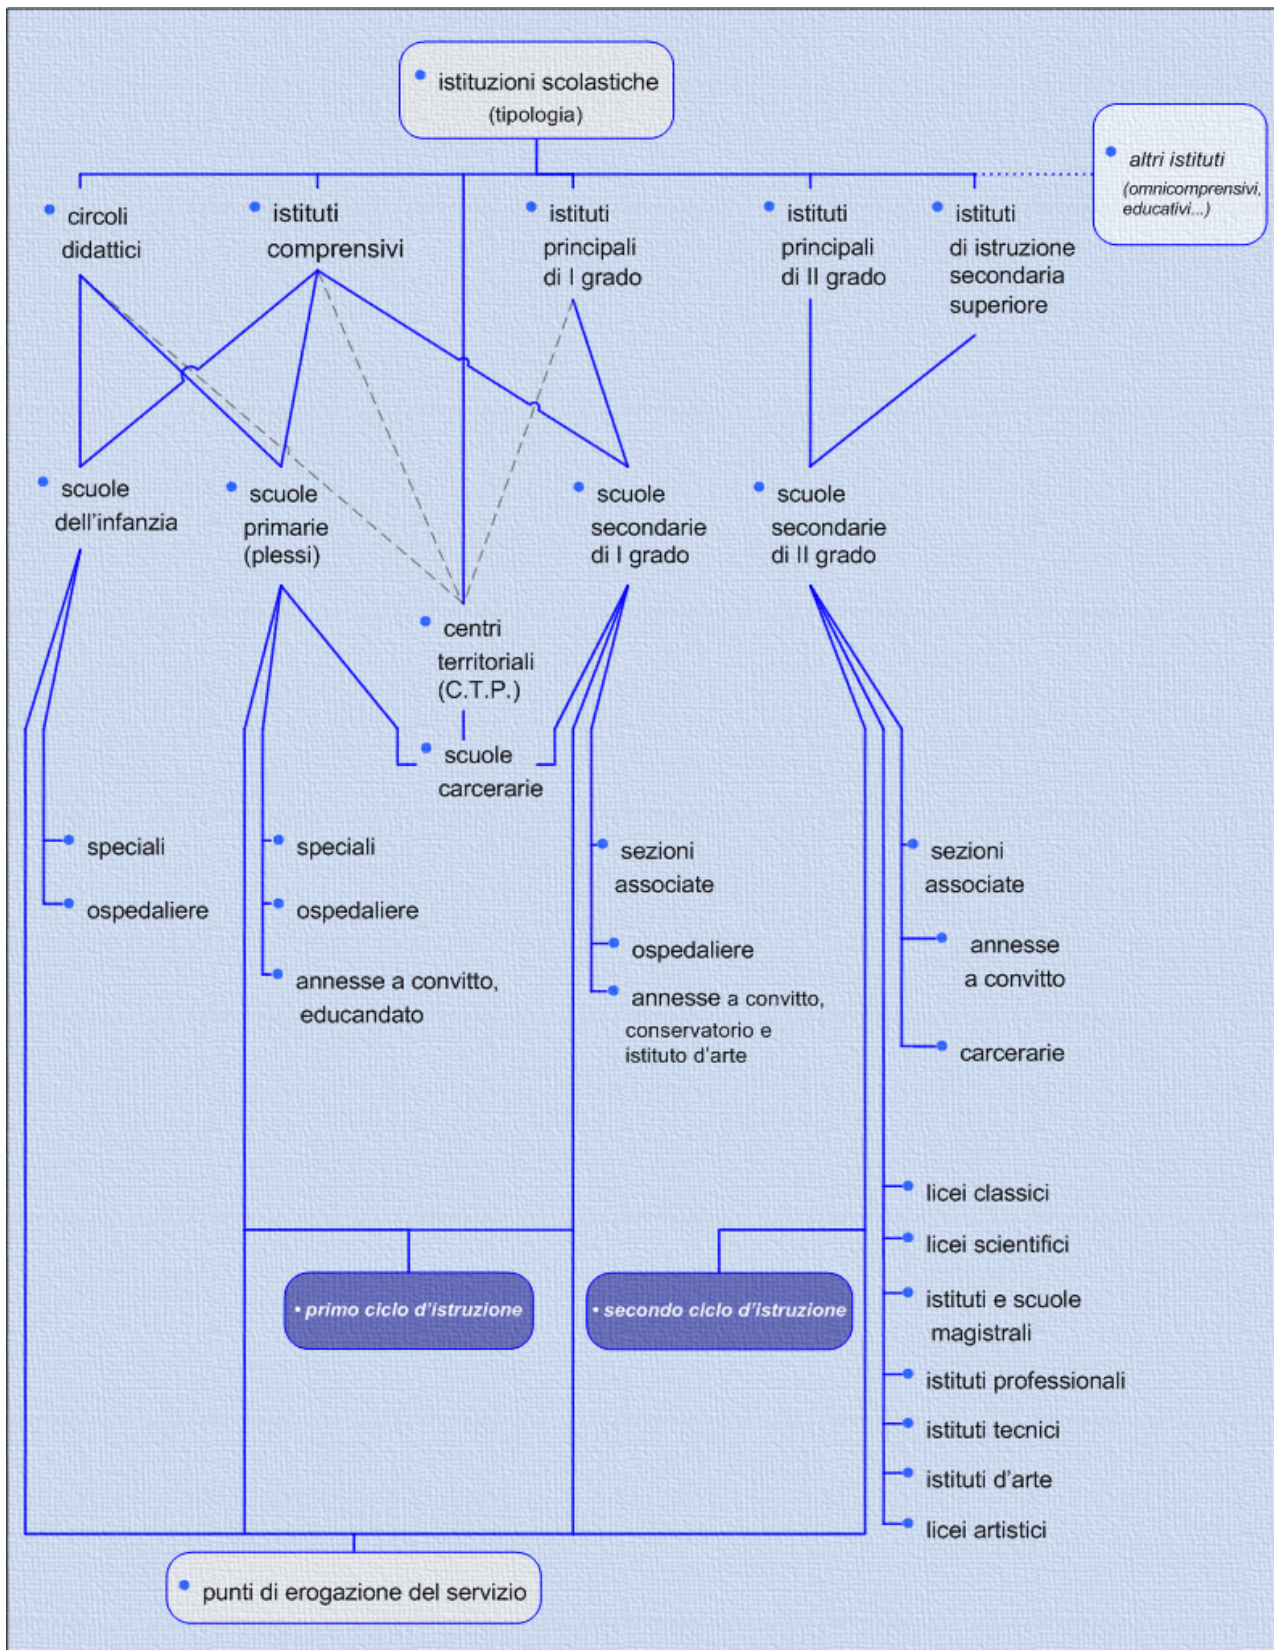 istituzioni scolastiche
(tipologia)
altri istituti
(omnicomprensivi,
educativi...)
circoli
didattici
istituti
comprensivi
istituti
principali
di I grado
istituti
principali
di II grado
istituti
di istruzione
secondaria
superiore
scuole
dell'infanzia
scuole
primarie
(plessi)
scuole
secondarie
di I grado
scuole
secondarie
di II grado
centri
territoriali
(C.T.P.)
scuole
carcerarie
speciali
ospedaliere
speciali
ospedaliere
annesse a convitto,
educandato
sezioni
associate
ospedaliere
annesse a convitto,
conservatorio e
istituto d'arte
sezioni
associate
annesse
a convitto
carcerarie
licei classici
licei scientifici
istituti e scuole
magistrali
istituti professionali
istituti tecnici
istituti d'arte
licei artistici
• primo ciclo d'istruzione
• secondo ciclo d'istruzione
punti di erogazione del servizio